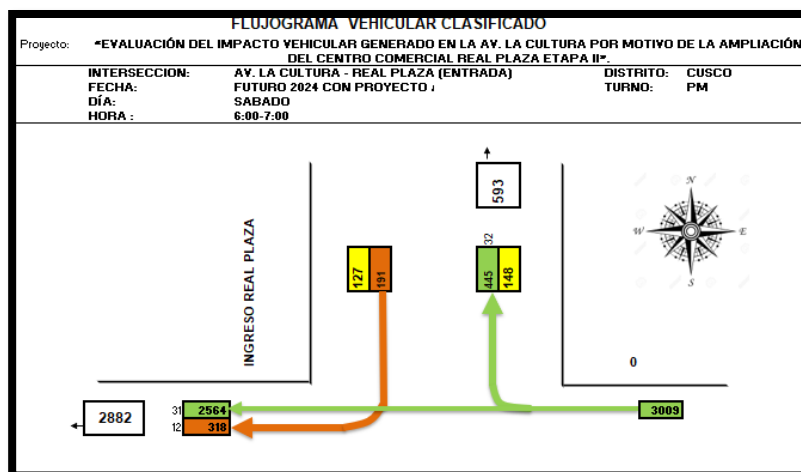 FLUJOGRAMA VEHICULAR CLASIFICADO
Proyecto: "EVALUACIÓN DEL IMPACTO VEHICULAR GENERADO EN LA AV. LA CULTURA POR MOTIVO DE LA AMPLIACIÓN
DEL CENTRO COMERCIAL REAL PLAZA ETAPA II".
INTERSECCION: AV. LA CULTURA - REAL PLAZA (ENTRADA) DISTRITO: CUSCO
FECHA: FUTURO 2024 CON PROYECTO TURNO: PM
DÍA: SABADO
HORA : 6:00-7:00
593
N
W E
S
32
127 191 445 148
INGRESO REAL PLAZA
0
2882 31 2564 3009
12 318